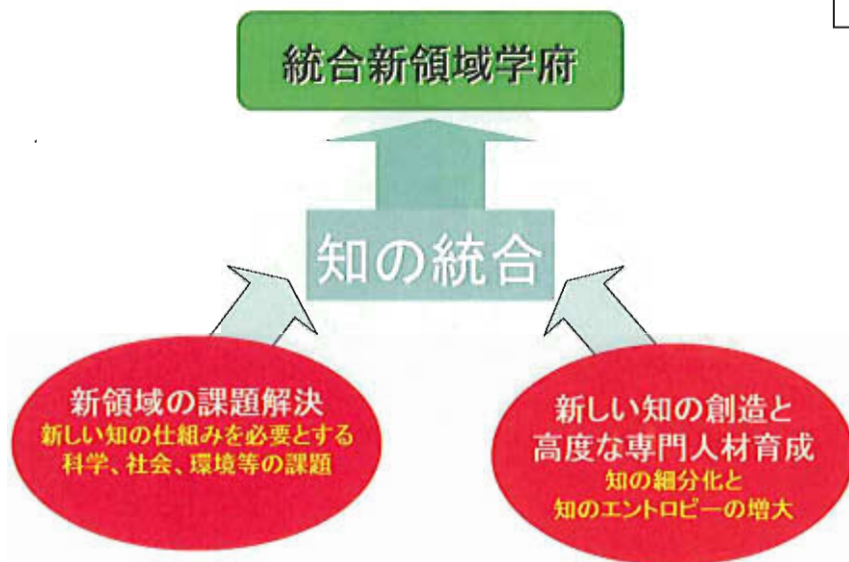 統合新領域学府
知の統合
新領域の課題解決
新しい知の仕組みを必要とする
科学、社会、環境等の課題
新しい知の創造と
高度な専門人材育成
知の細分化と
知のエントロピーの増大